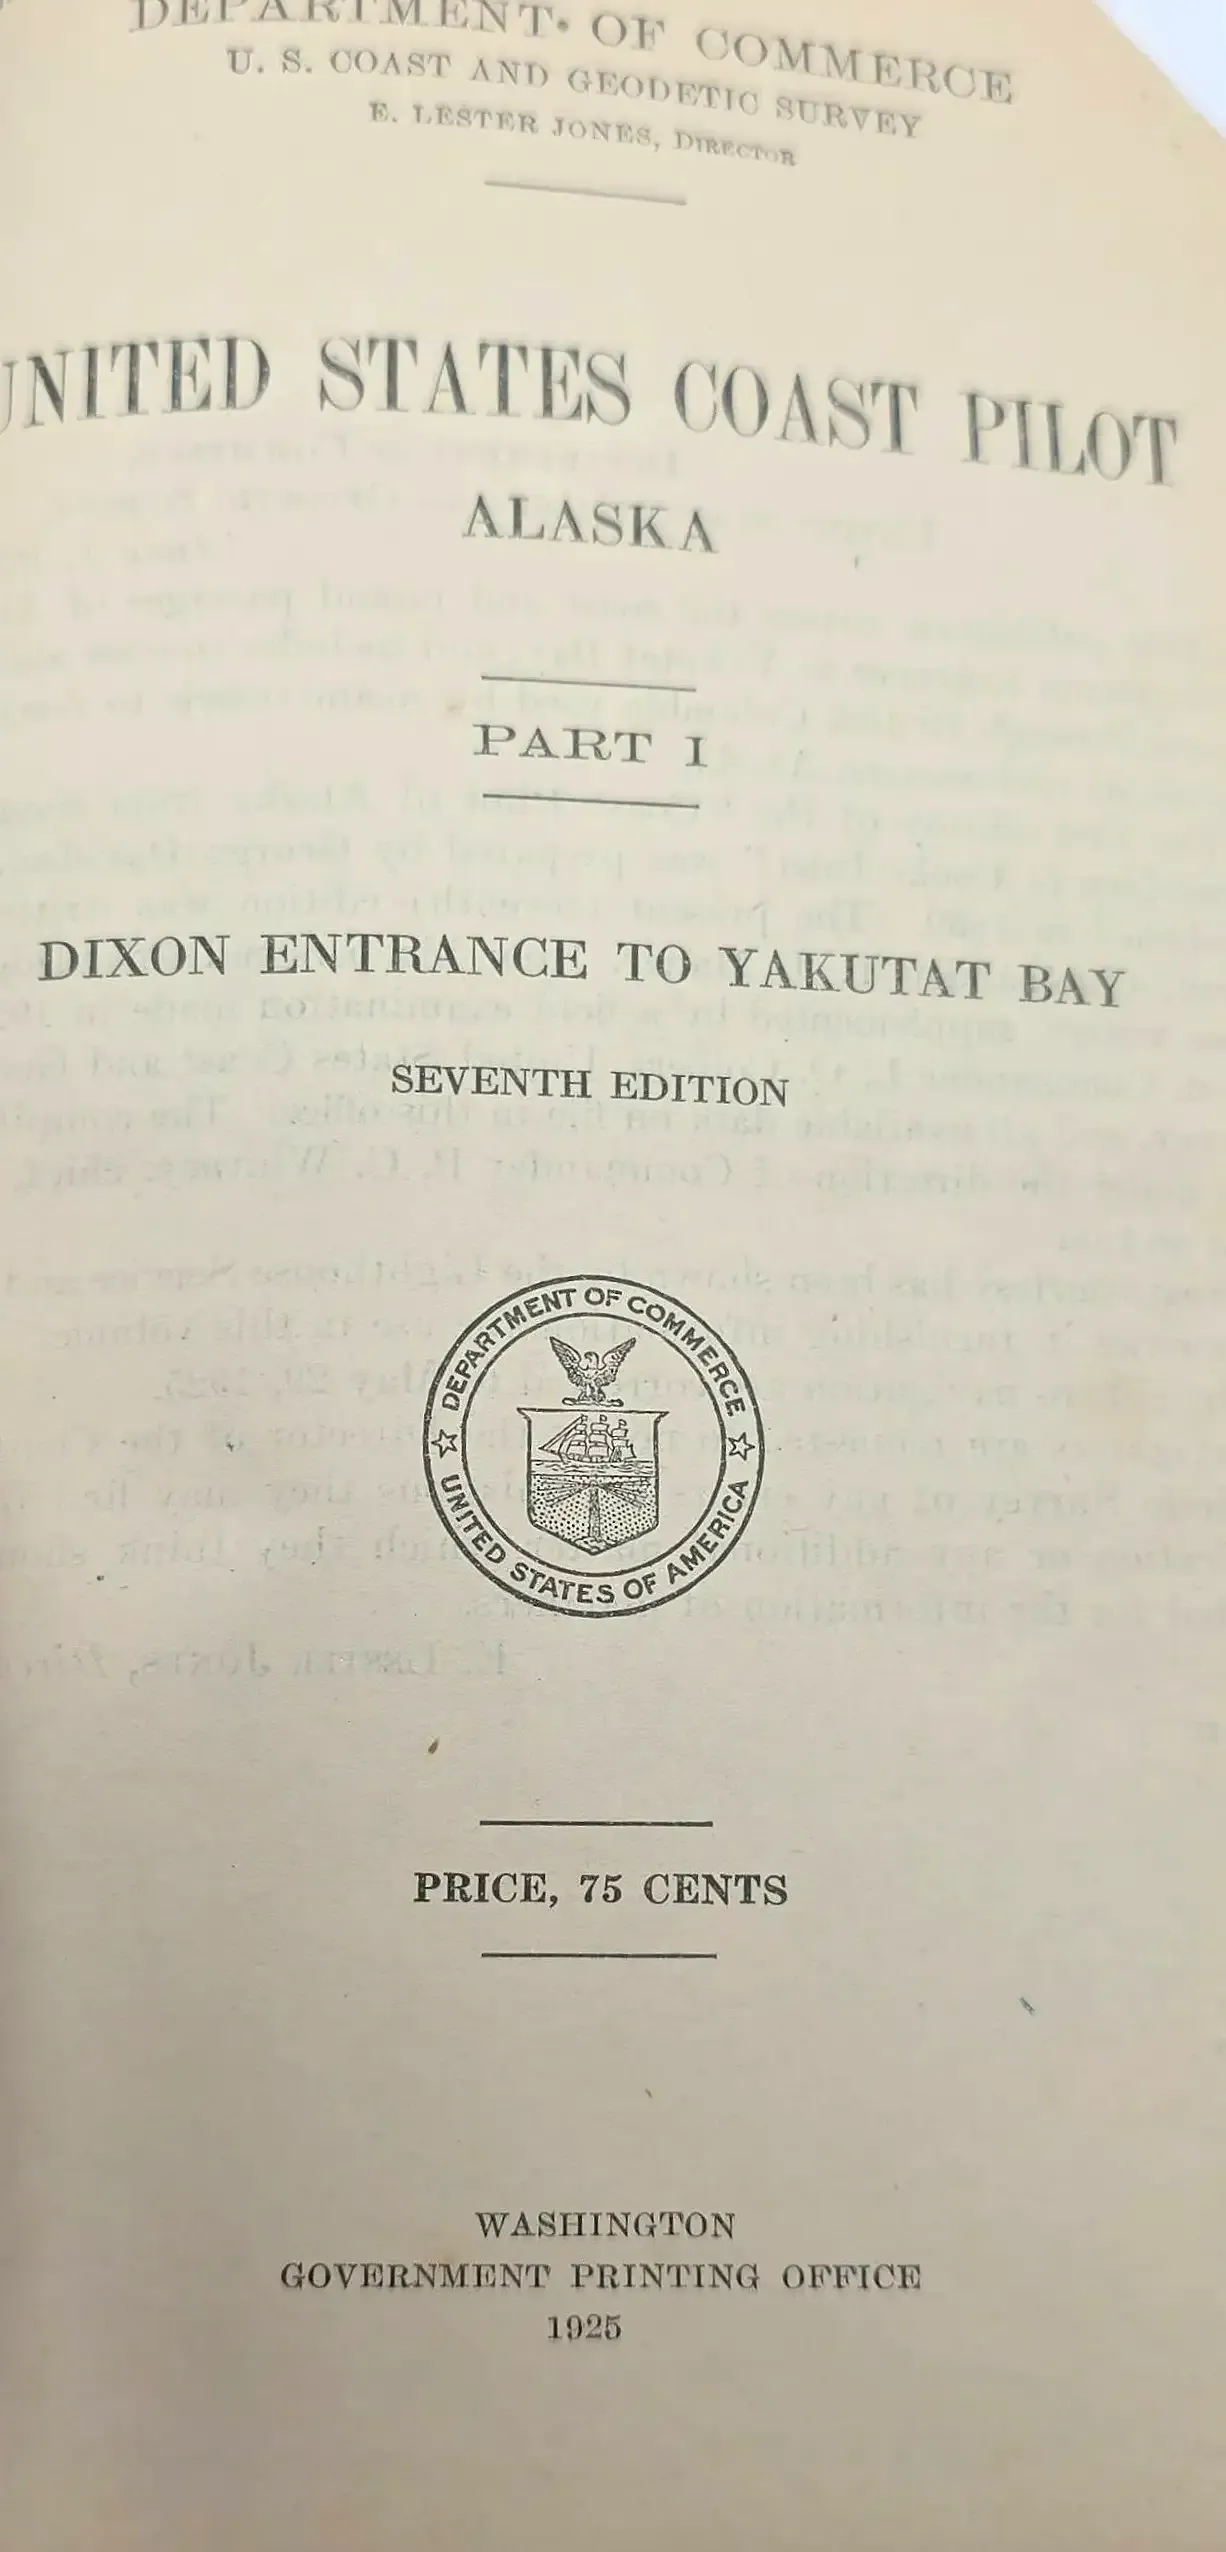 DEPARTMENT OF COMMERCE
U. S. COAST AND GEODETIC SURVEY
E. LESTER JONES, DIRECTOR
UNITED STATES COAST PILOT
ALASKA
PART I
DIXON ENTRANCE TO YAKUTAT BAY
SEVENTH EDITION
DEPARTMENT OF COMMERCE
UNITED STATES OF AMERICA
PRICE, 75 CENTS
WASHINGTON
GOVERNMENT PRINTING OFFICE
1925